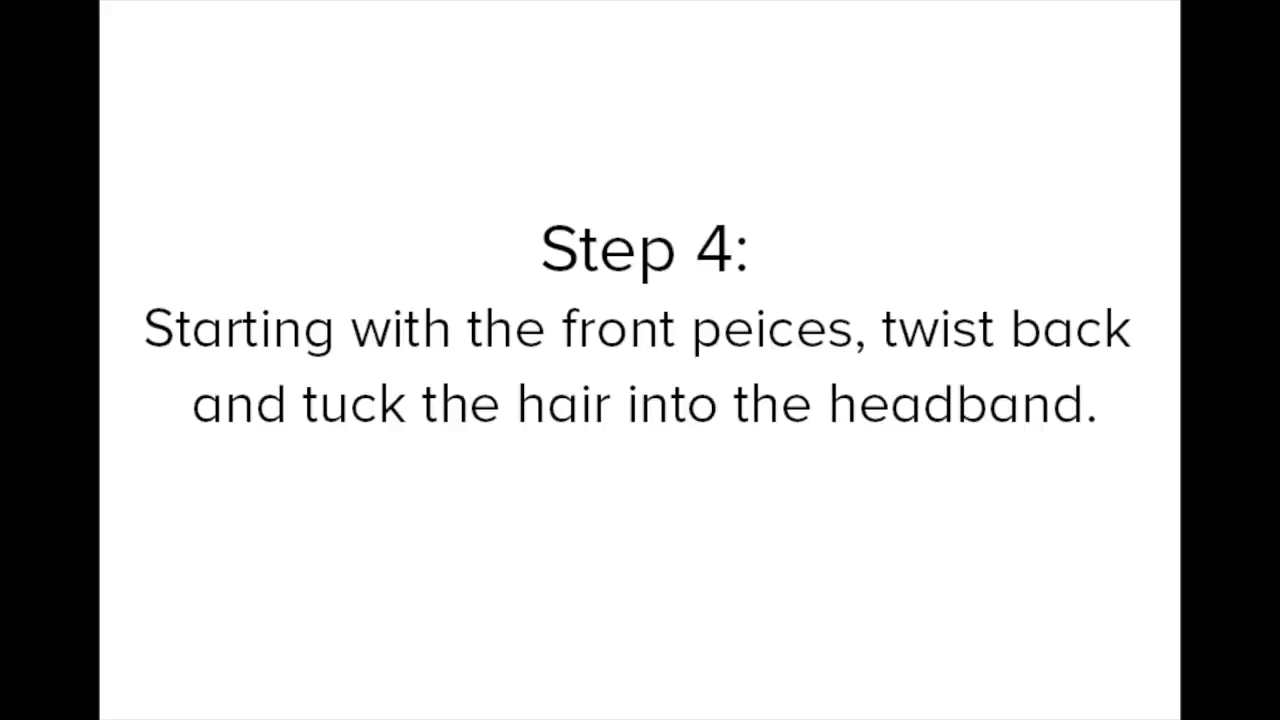 Step 4:
Starting with the front peices, twist back
and tuck the hair into the headband.